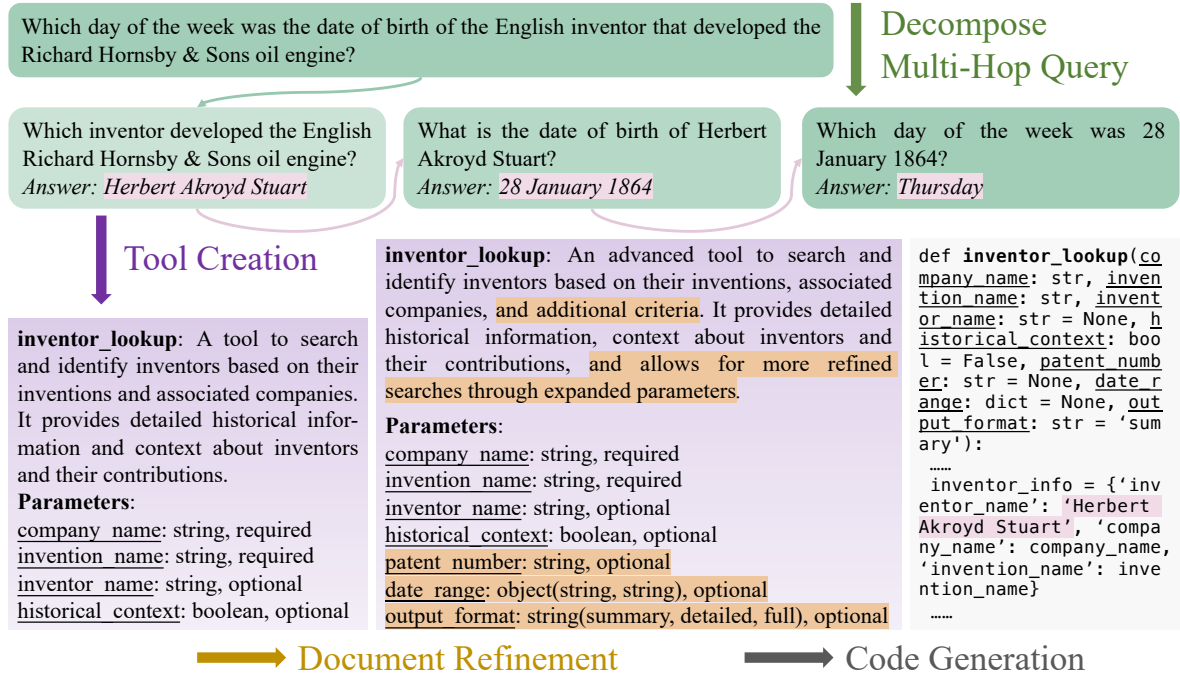 Which day of the week was the date of birth of the English inventor that developed the
Richard Hornsby & Sons oil engine?
Decompose
Multi-Hop Query
Which inventor developed the English
Richard Hornsby & Sons oil engine?
Answer: Herbert Akroyd Stuart
What is the date of birth of Herbert
Akroyd Stuart?
Answer: 28 January 1864
Which day of the week was 28
January 1864?
Answer: Thursday
Tool Creation
inventor_lookup: A tool to search
and identify inventors based on their
inventions and associated companies.
It provides detailed historical infor-
mation and context about inventors
and their contributions.
Parameters:
company_name: string, required
invention_name: string, required
inventor_name: string, optional
historical_context: boolean, optional
inventor_lookup: An advanced tool to search and
identify inventors based on their inventions, associated
companies, and additional criteria. It provides detailed
historical information, context about inventors and
their contributions, and allows for more refined
searches through expanded parameters.
Parameters:
company_name: string, required
invention_name: string, required
inventor_name: string, optional
historical_context: boolean, optional
patent_number: string, optional
date_range: object(string, string), optional
output_format: string(summary, detailed, full), optional
def inventor_lookup(co
mpany_name: str, inven
tion_name: str, invent
or_name: str = None, h
istorical_context: boo
l = False, patent_numb
er: str = None, date_r
ange: dict = None, out
put_format: str = ‘sum
mary'):
……
inventor_info = {‘inv
entor_name’: ‘Herbert
Akroyd Stuart’, ‘compa
ny_name’: company_name,
‘invention_name’: inve
ntion_name}
……
Document Refinement
Code Generation